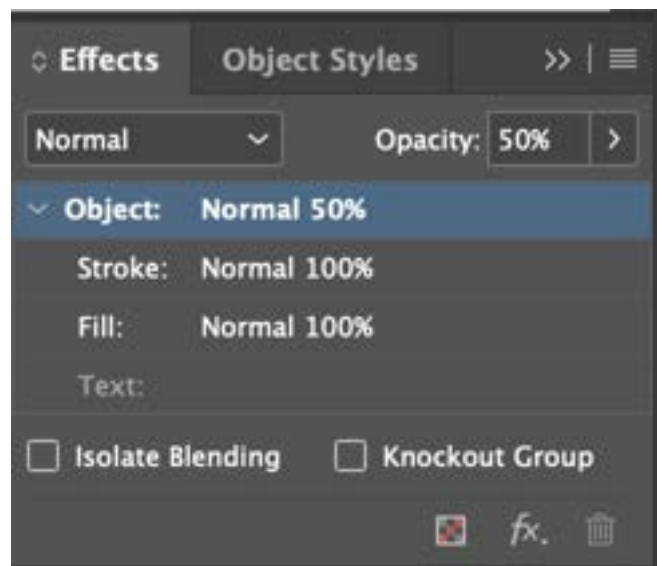 Effects Object Styles
Normal Opacity: 50%
Object: Normal 50%
Stroke: Normal 100%
Fill: Normal 100%
Text:
Isolate Blending Knockout Group
fx.